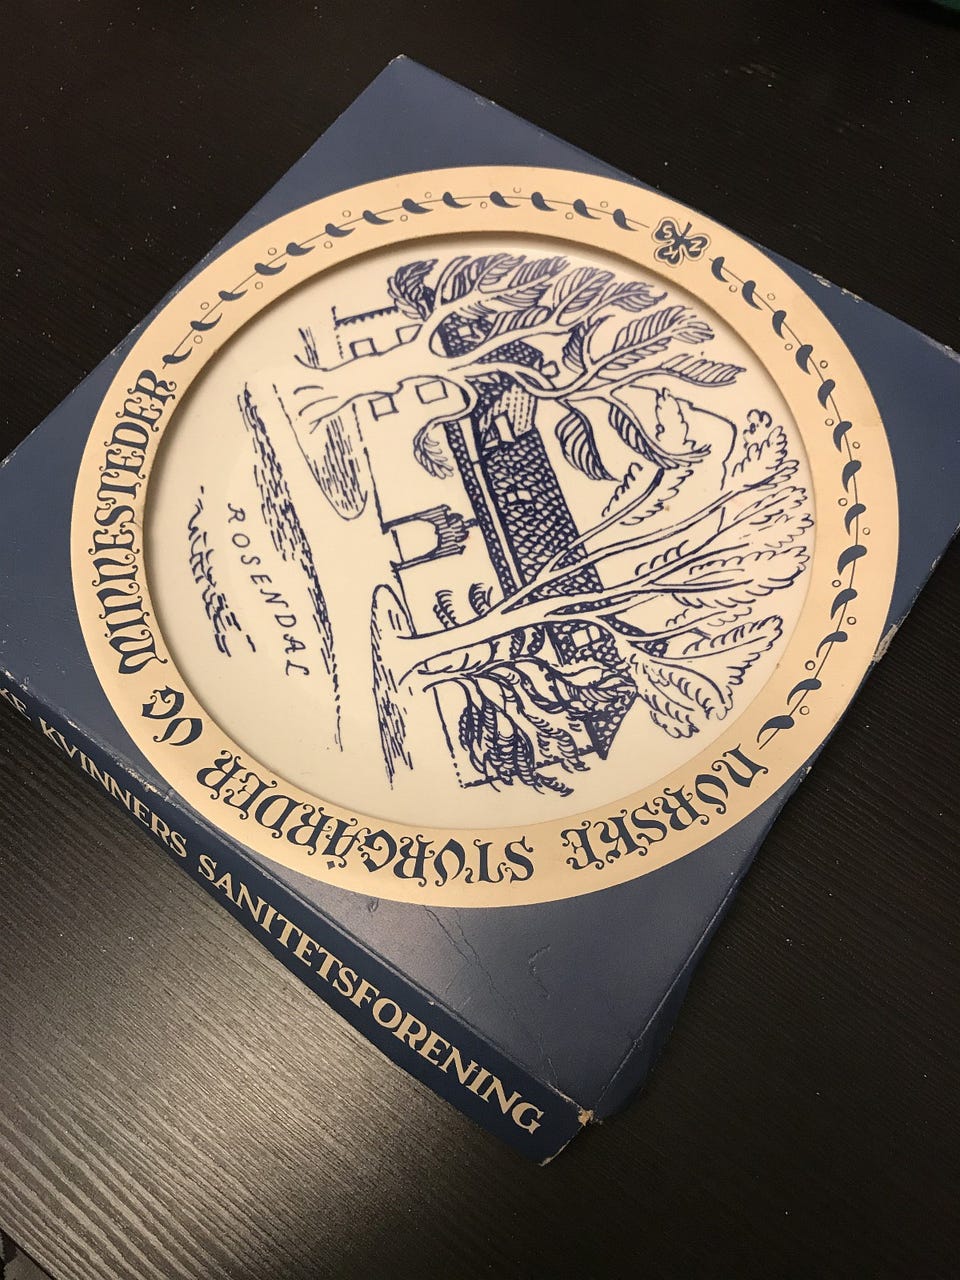 NORSKE STORGÅRDER OG MINNESTEDER
ROSENDAL
KVINNERS SANITETSFORENING